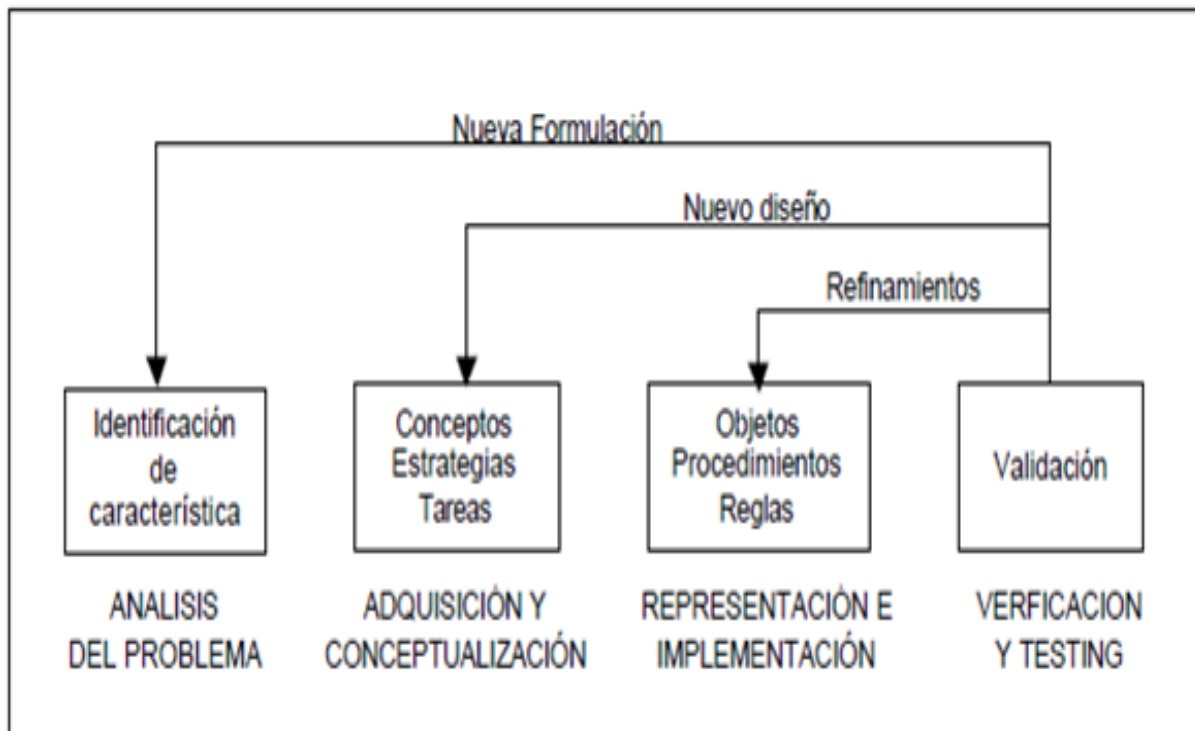 Nueva Formulación
Nuevo diseño
Refinamientos
Identificación
de
característica
Conceptos
Estrategias
Tareas
Objetos
Procedimientos
Reglas
Validación
ANALISIS
DEL PROBLEMA
ADQUISICIÓN Y
CONCEPTUALIZACIÓN
REPRESENTACIÓN E
IMPLEMENTACIÓN
VERFICACION
Y TESTING